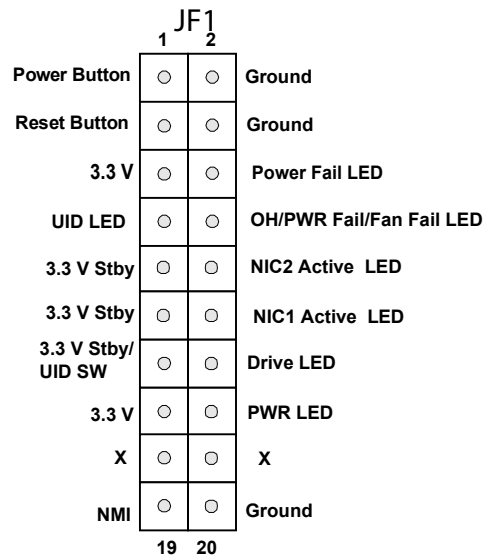 JF1
1 2
Power Button Ground
Reset Button Ground
3.3 V Power Fail LED
UID LED OH/PWR Fail/Fan Fail LED
3.3 V Stby NIC2 Active LED
3.3 V Stby NIC1 Active LED
3.3 V Stby/
UID SW Drive LED
3.3 V PWR LED
X X
NMI Ground
19 20